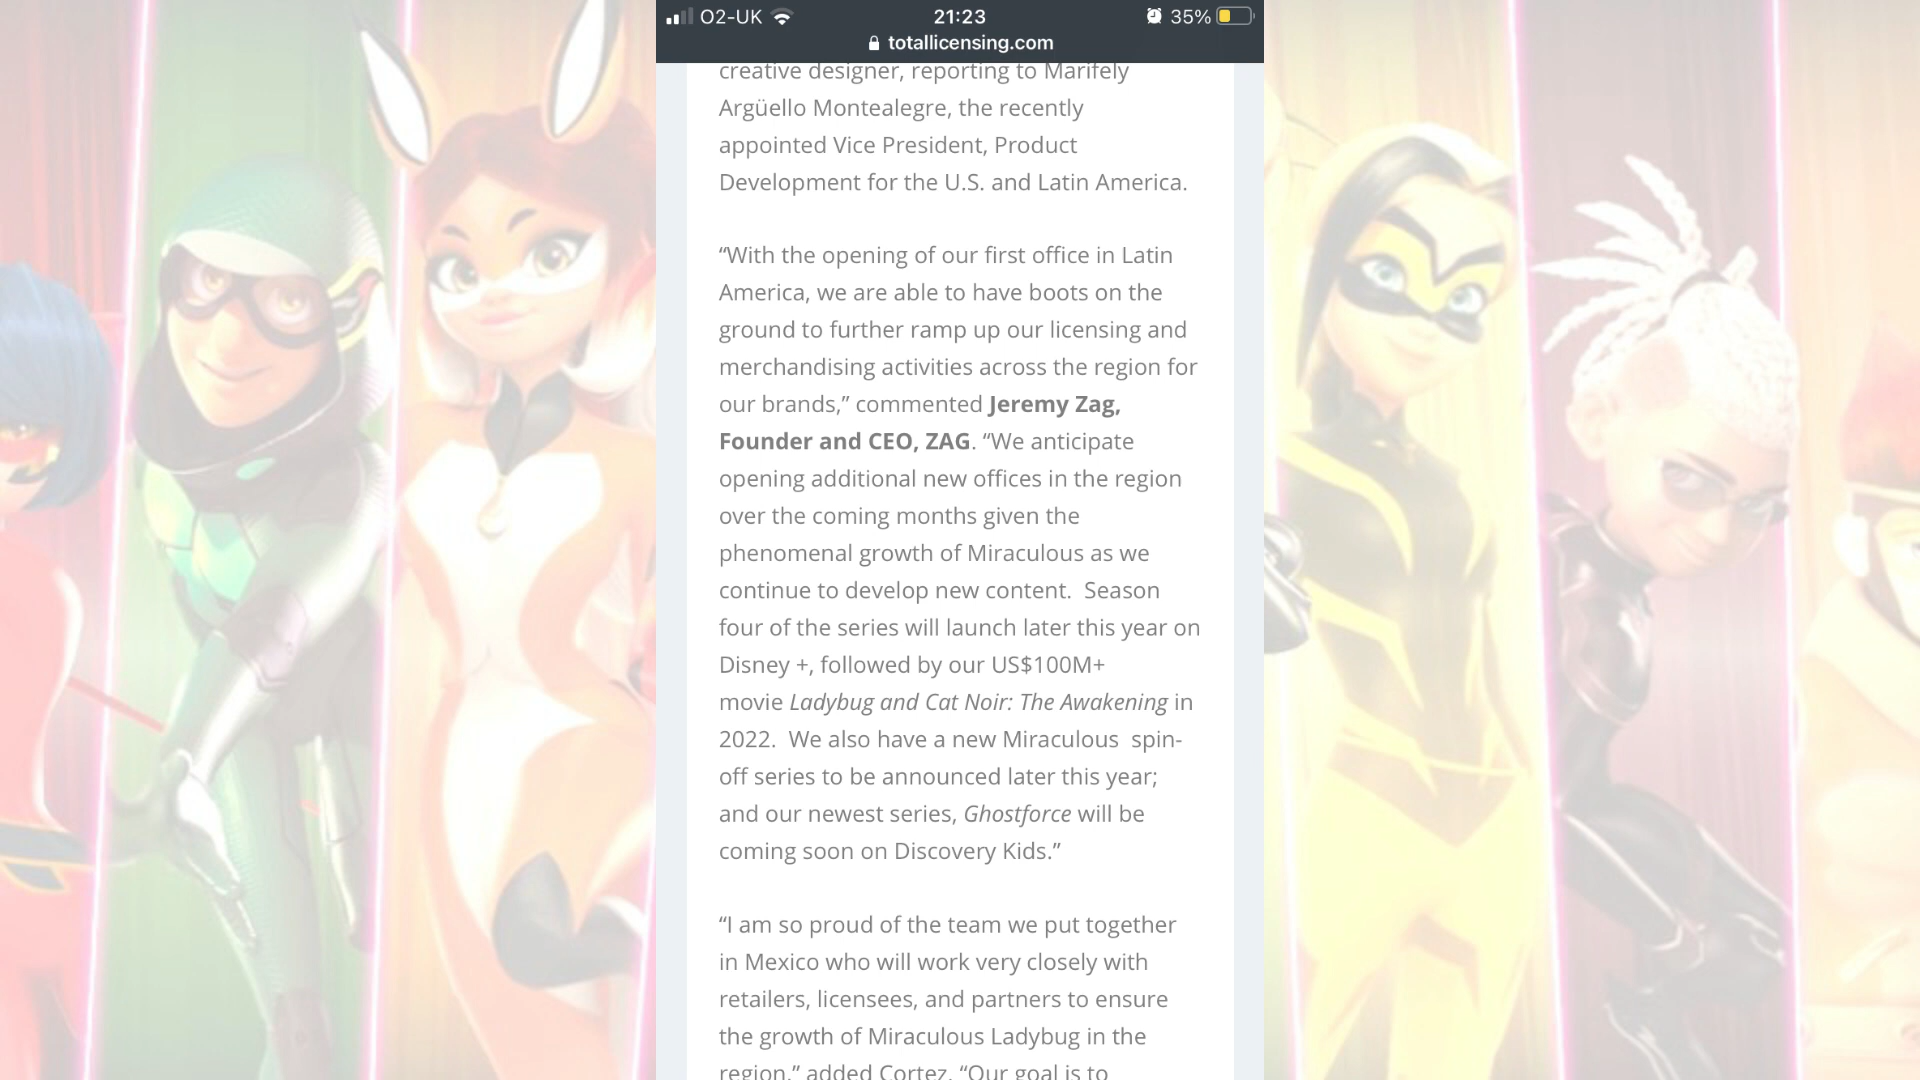 O2-UK 21:23 35%
totallicensing.com
creative designer, reporting to Marifely
Argüello Montealegre, the recently
appointed Vice President, Product
Development for the U.S. and Latin America.
“With the opening of our first office in Latin
America, we are able to have boots on the
ground to further ramp up our licensing and
merchandising activities across the region for
our brands,” commented Jeremy Zag,
Founder and CEO, ZAG. “We anticipate
opening additional new offices in the region
over the coming months given the
phenomenal growth of Miraculous as we
continue to develop new content.  Season
four of the series will launch later this year on
Disney +, followed by our US$100M+
movie Ladybug and Cat Noir: The Awakening in
2022.  We also have a new Miraculous  spin-
off series to be announced later this year;
and our newest series, Ghostforce will be
coming soon on Discovery Kids.”
“I am so proud of the team we put together
in Mexico who will work very closely with
retailers, licensees, and partners to ensure
the growth of Miraculous Ladybug in the
region,” added Cortez. “Our goal is to